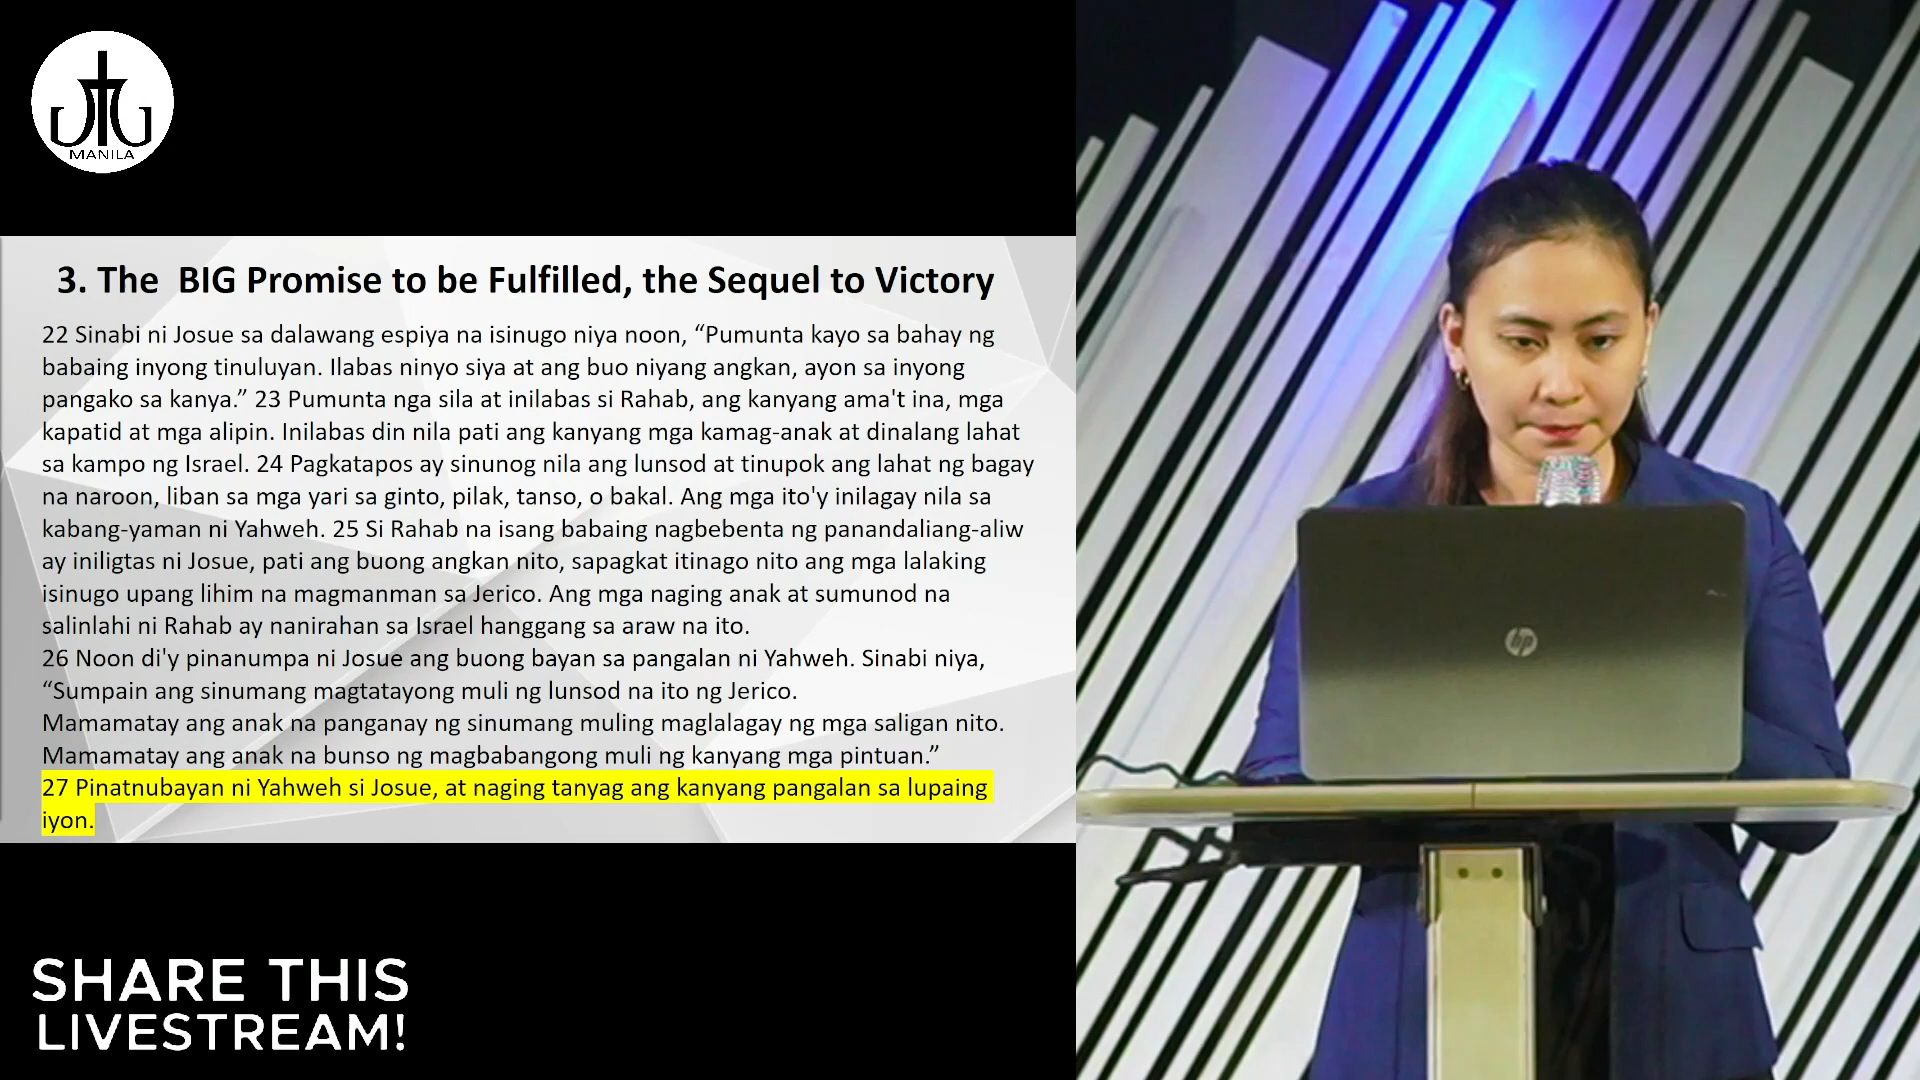 JTG
MANILA
3. The BIG Promise to be Fulfilled, the Sequel to Victory
22 Sinabi ni Josue sa dalawang espiya na isinugo niya noon, “Pumunta kayo sa bahay ng
babaing inyong tinuluyan. Ilabas ninyo siya at ang buo niyang angkan, ayon sa inyong
pangako sa kanya.” 23 Pumunta nga sila at inilabas si Rahab, ang kanyang ama't ina, mga
kapatid at mga alipin. Inilabas din nila pati ang kanyang mga kamag-anak at dinalang lahat
sa kampo ng Israel. 24 Pagkatapos ay sinunog nila ang lunsod at tinupok ang lahat ng bagay
na naroon, liban sa mga yari sa ginto, pilak, tanso, o bakal. Ang mga ito'y inilagay nila sa
kabang-yaman ni Yahweh. 25 Si Rahab na isang babaing nagbebenta ng panandaliang-aliw
ay iniligtas ni Josue, pati ang buong angkan nito, sapagkat itinago nito ang mga lalaking
isinugo upang lihim na magmanman sa Jerico. Ang mga naging anak at sumunod na
salinlahi ni Rahab ay nanirahan sa Israel hanggang sa araw na ito.
26 Noon di'y pinanumpa ni Josue ang buong bayan sa pangalan ni Yahweh. Sinabi niya,
“Sumpain ang sinumang magtatayong muli ng lunsod na ito ng Jerico.
Mamamatay ang anak na panganay ng sinumang muling maglalagay ng mga saligan nito.
Mamamatay ang anak na bunso ng magbabangong muli ng kanyang mga pintuan.”
27 Pinatnubayan ni Yahweh si Josue, at naging tanyag ang kanyang pangalan sa lupaing
iyon.
hp
SHARE THIS
LIVESTREAM!